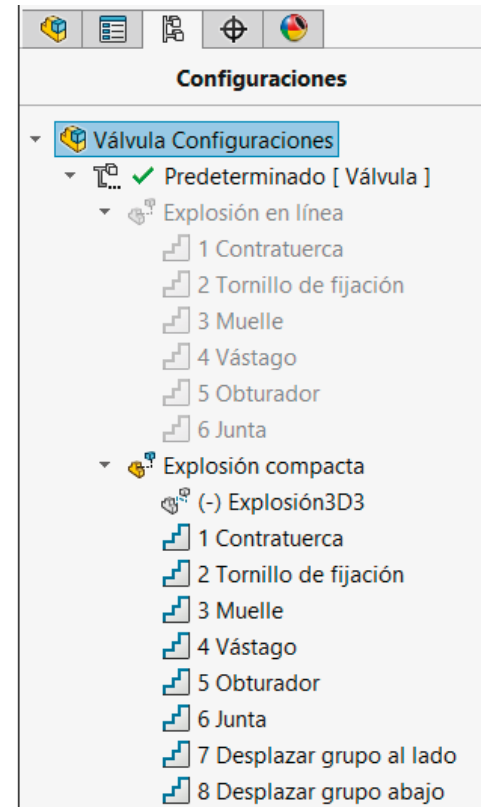 Configuraciones
Válvula Configuraciones
Predeterminado [ Válvula ]
Explosión en línea
1 Contratuerca
2 Tornillo de fijación
3 Muelle
4 Vástago
5 Obturador
6 Junta
Explosión compacta
(-) Explosión3D3
1 Contratuerca
2 Tornillo de fijación
3 Muelle
4 Vástago
5 Obturador
6 Junta
7 Desplazar grupo al lado
8 Desplazar grupo abajo